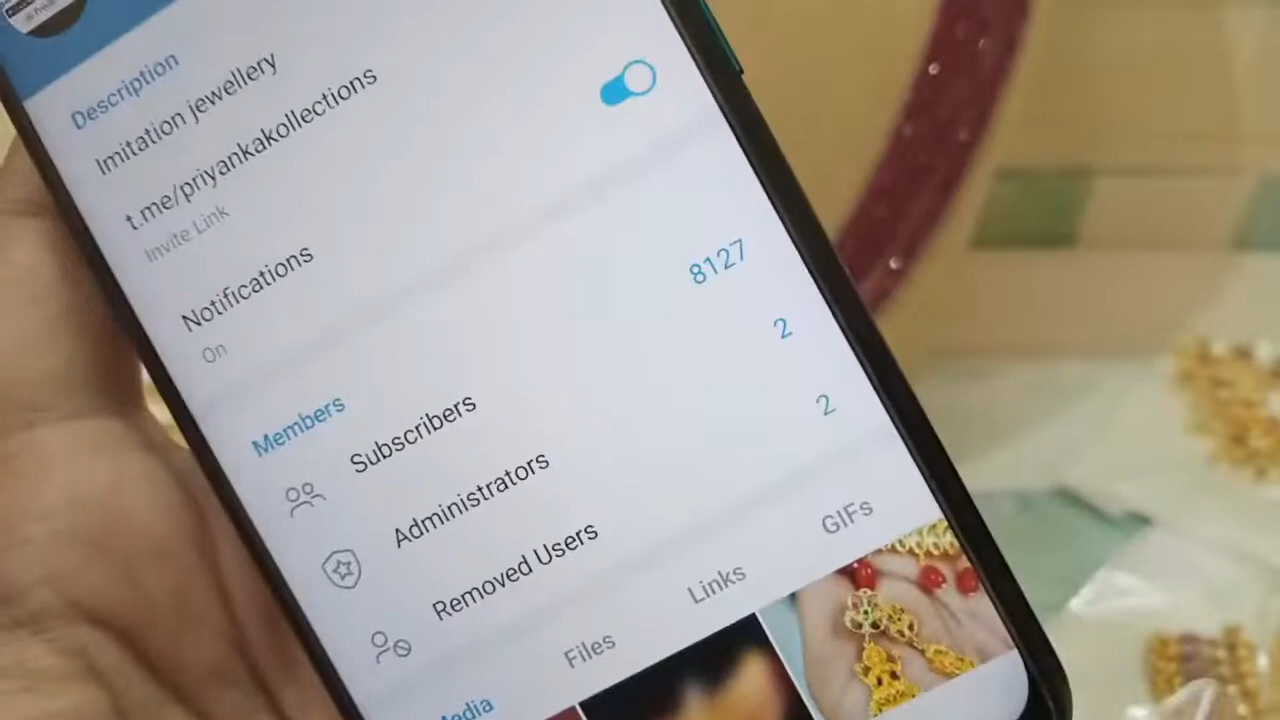 Description
Imitation jewellery
t.me/priyankakollections
Invite Link
Notifications
On
Members
Subscribers 8127
Administrators 2
Removed Users 2
Files Links GIFs